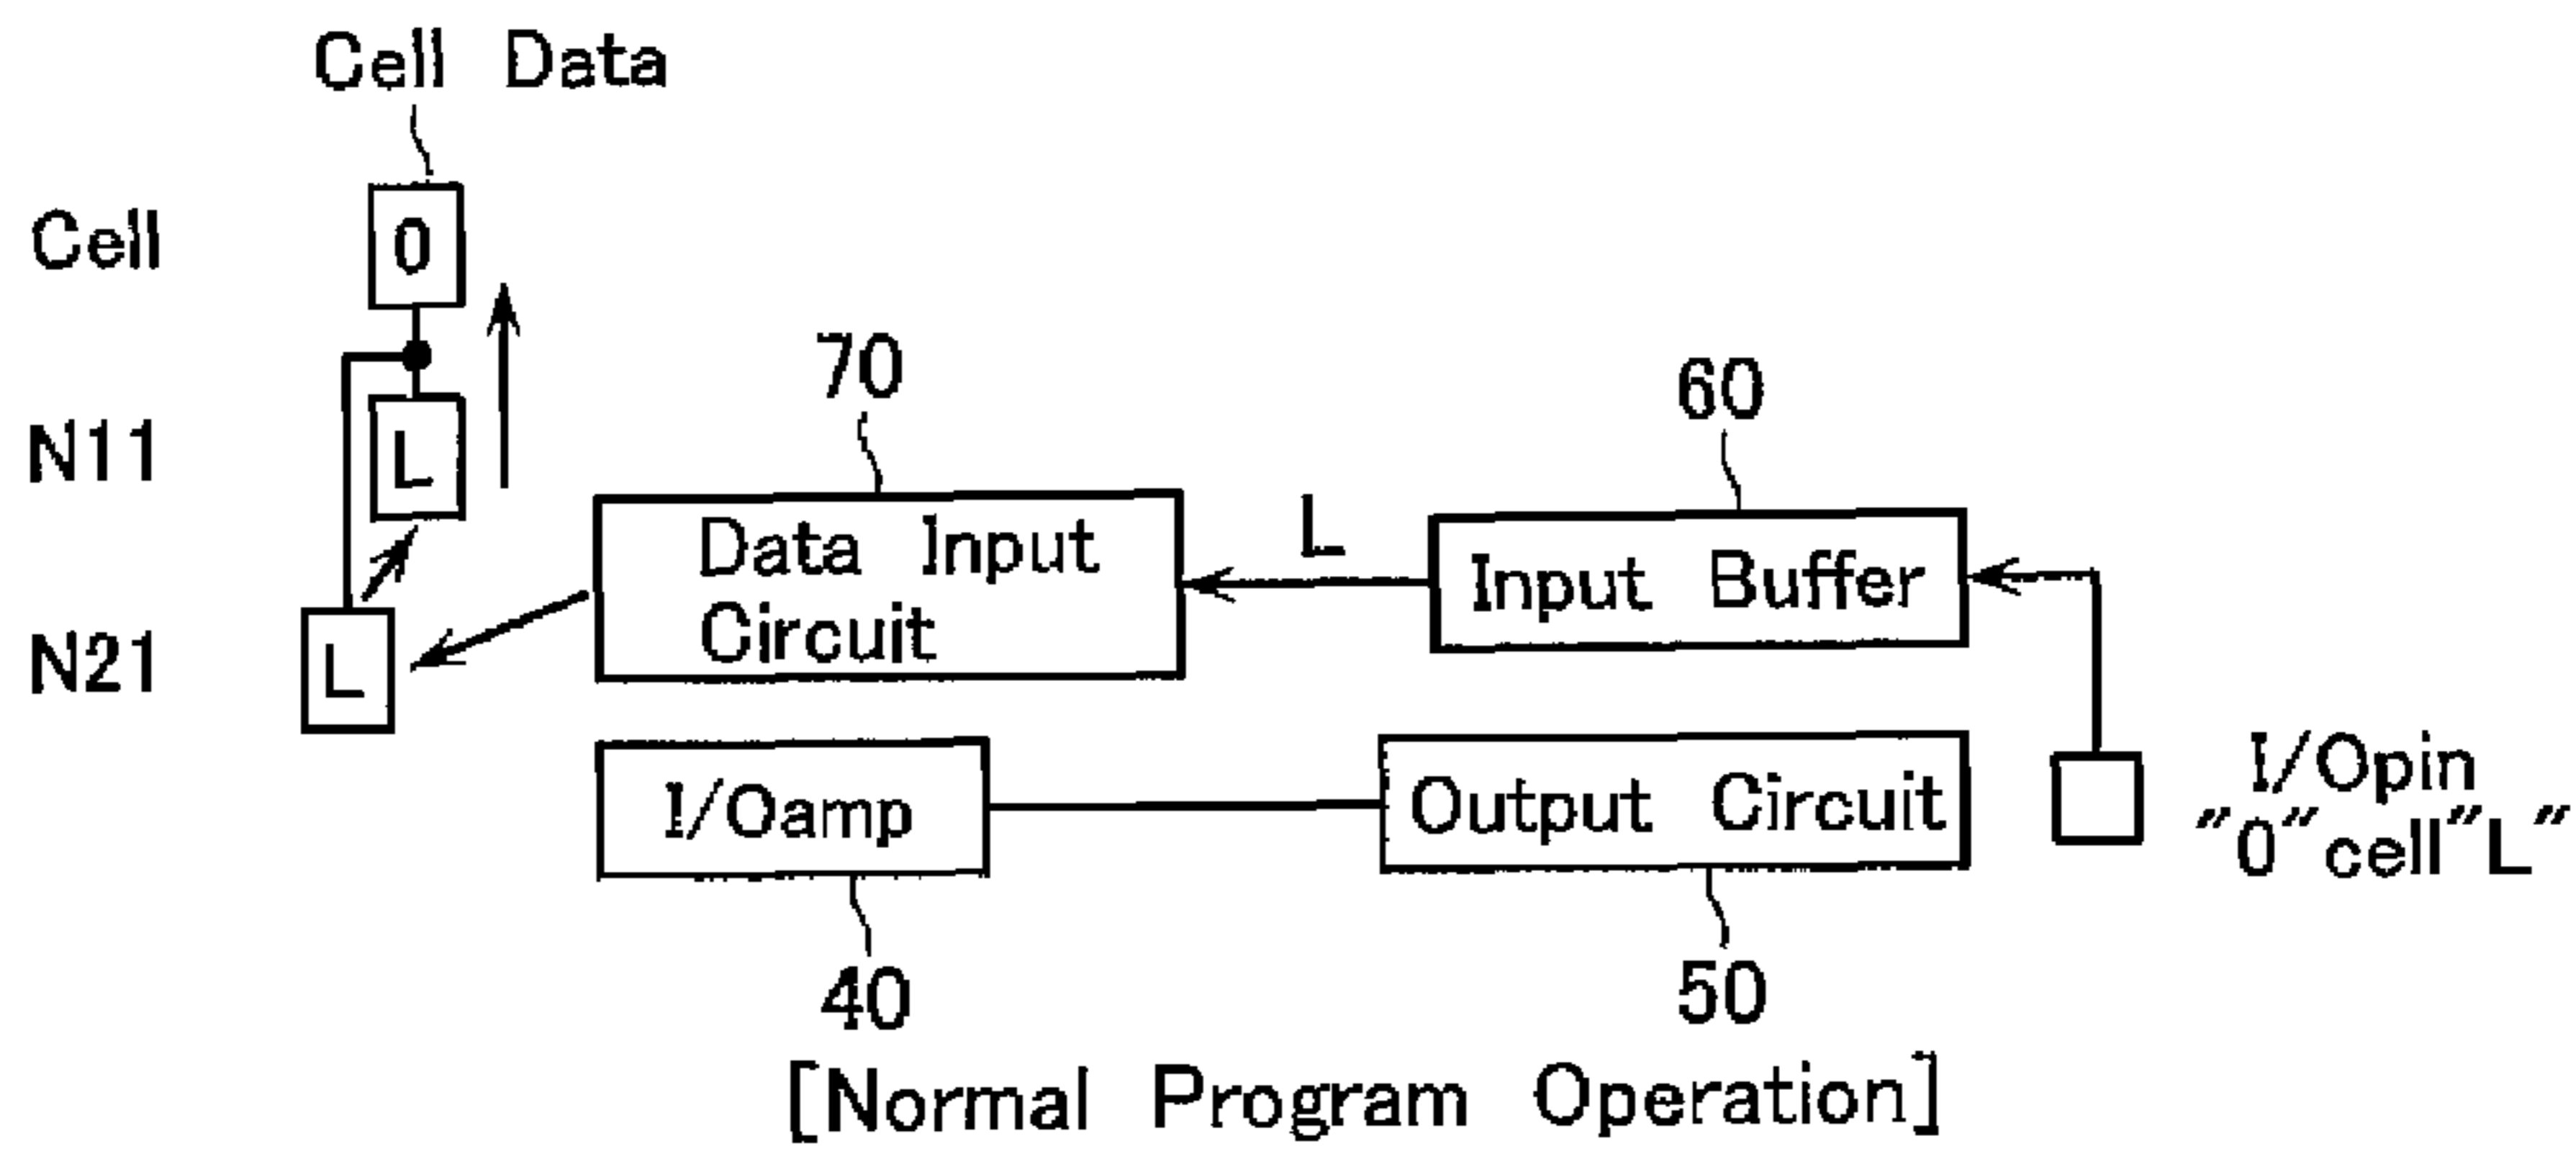 Cell Data
Cell 0
70
60
N11 L
Data Input
Circuit
L
Input Buffer
N21 L
I/Oamp
Output Circuit
I/Opin
"0"cell"L"
40
50
[Normal Program Operation]